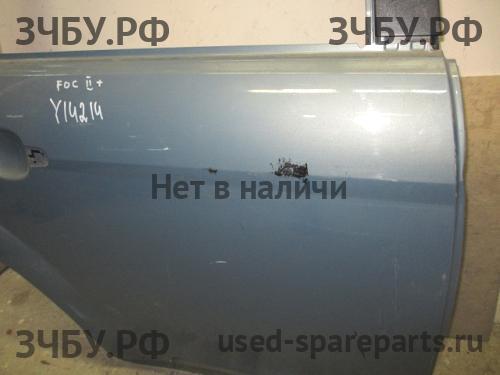 ЗЧБУ.РФ ЗЧБУ.РФ
FOC II +
Y14214
Нет в наличи
ЗЧБУ.РФ used-spareparts.ru